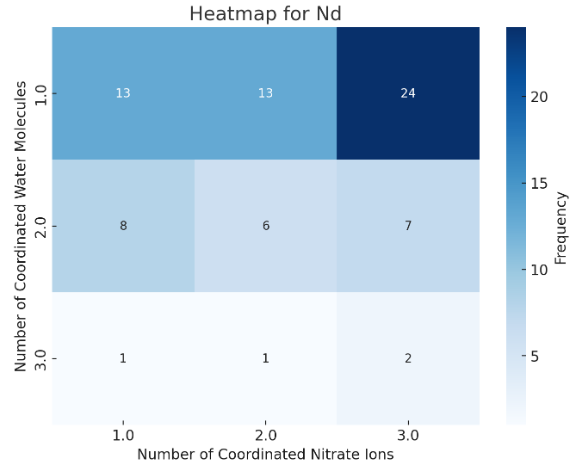 Heatmap for Nd
Number of Coordinated Water Molecules
1.0
13 13 24
2.0
8 6 7
3.0
1 1 2
1.0 2.0 3.0
Number of Coordinated Nitrate Ions
20
15
10
5
Frequency